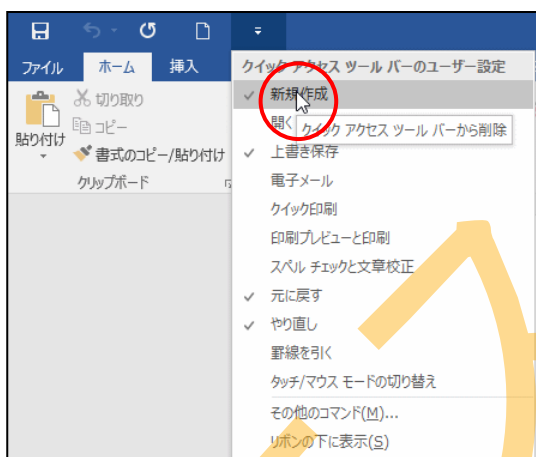 ファイル ホーム 挿入
切り取り
コピー
貼り付け
書式のコピー/貼り付け
クリップボード
クイック アクセス ツール バーのユーザー設定
新規作成
開く
クイック アクセス ツール バーから削除
上書き保存
電子メール
クイック印刷
印刷プレビューと印刷
スペル チェックと文章校正
元に戻す
やり直し
罫線を引く
タッチ/マウス モードの切り替え
その他のコマンド(M)...
リボンの下に表示(S)